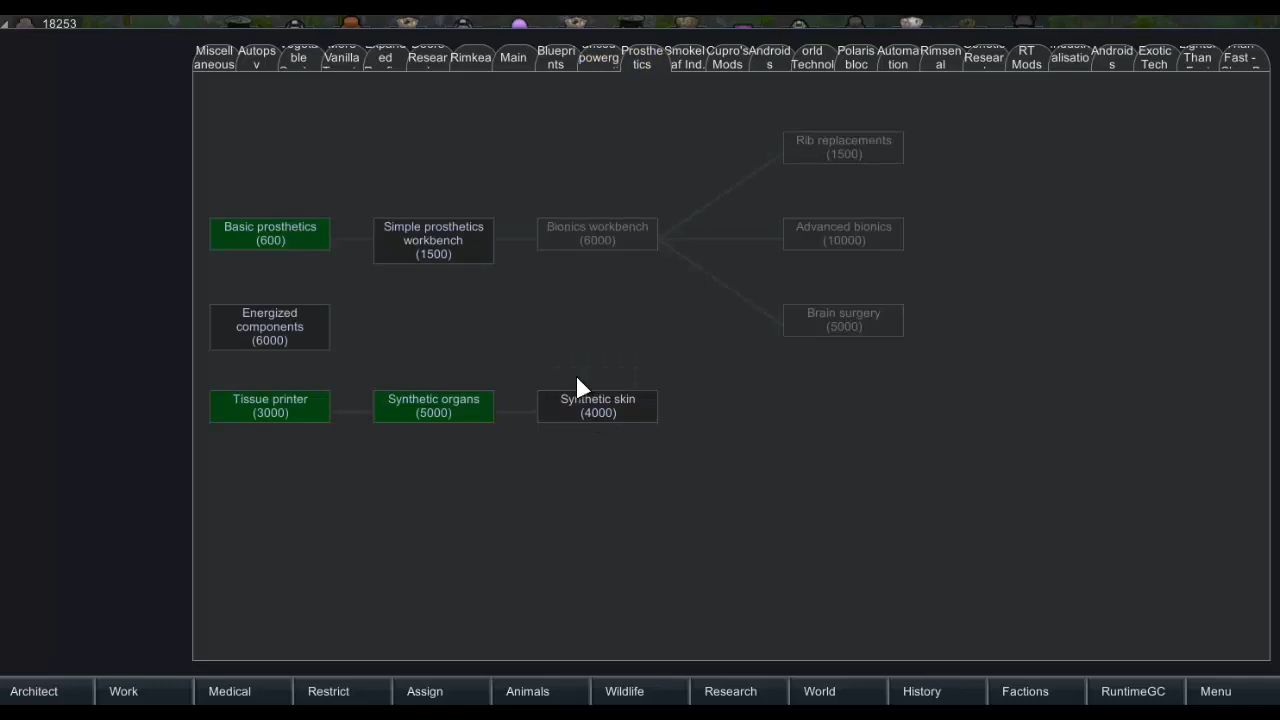 18253
Miscell
aneous
Autops
y
ble
Vanilla
ed
Resear
Rimkea
Main
Bluepri
nts
powerg
Prosthe
tics
Smokel
af Ind.
Cupro's
Mods
Android
s
orld
Technol
Polaris
bloc
Automa
tion
Rimsen
al
Resear
RT
Mods
alisatio
Android
s
Exotic
Tech
Than
Fast -
Rib replacements
(1500)
Basic prosthetics
(600)
Simple prosthetics
workbench
(1500)
Bionics workbench
(6000)
Advanced bionics
(10000)
Energized
components
(6000)
Brain surgery
(5000)
Tissue printer
(3000)
Synthetic organs
(5000)
Synthetic skin
(4000)
Architect
Work
Medical
Restrict
Assign
Animals
Wildlife
Research
World
History
Factions
RuntimeGC
Menu